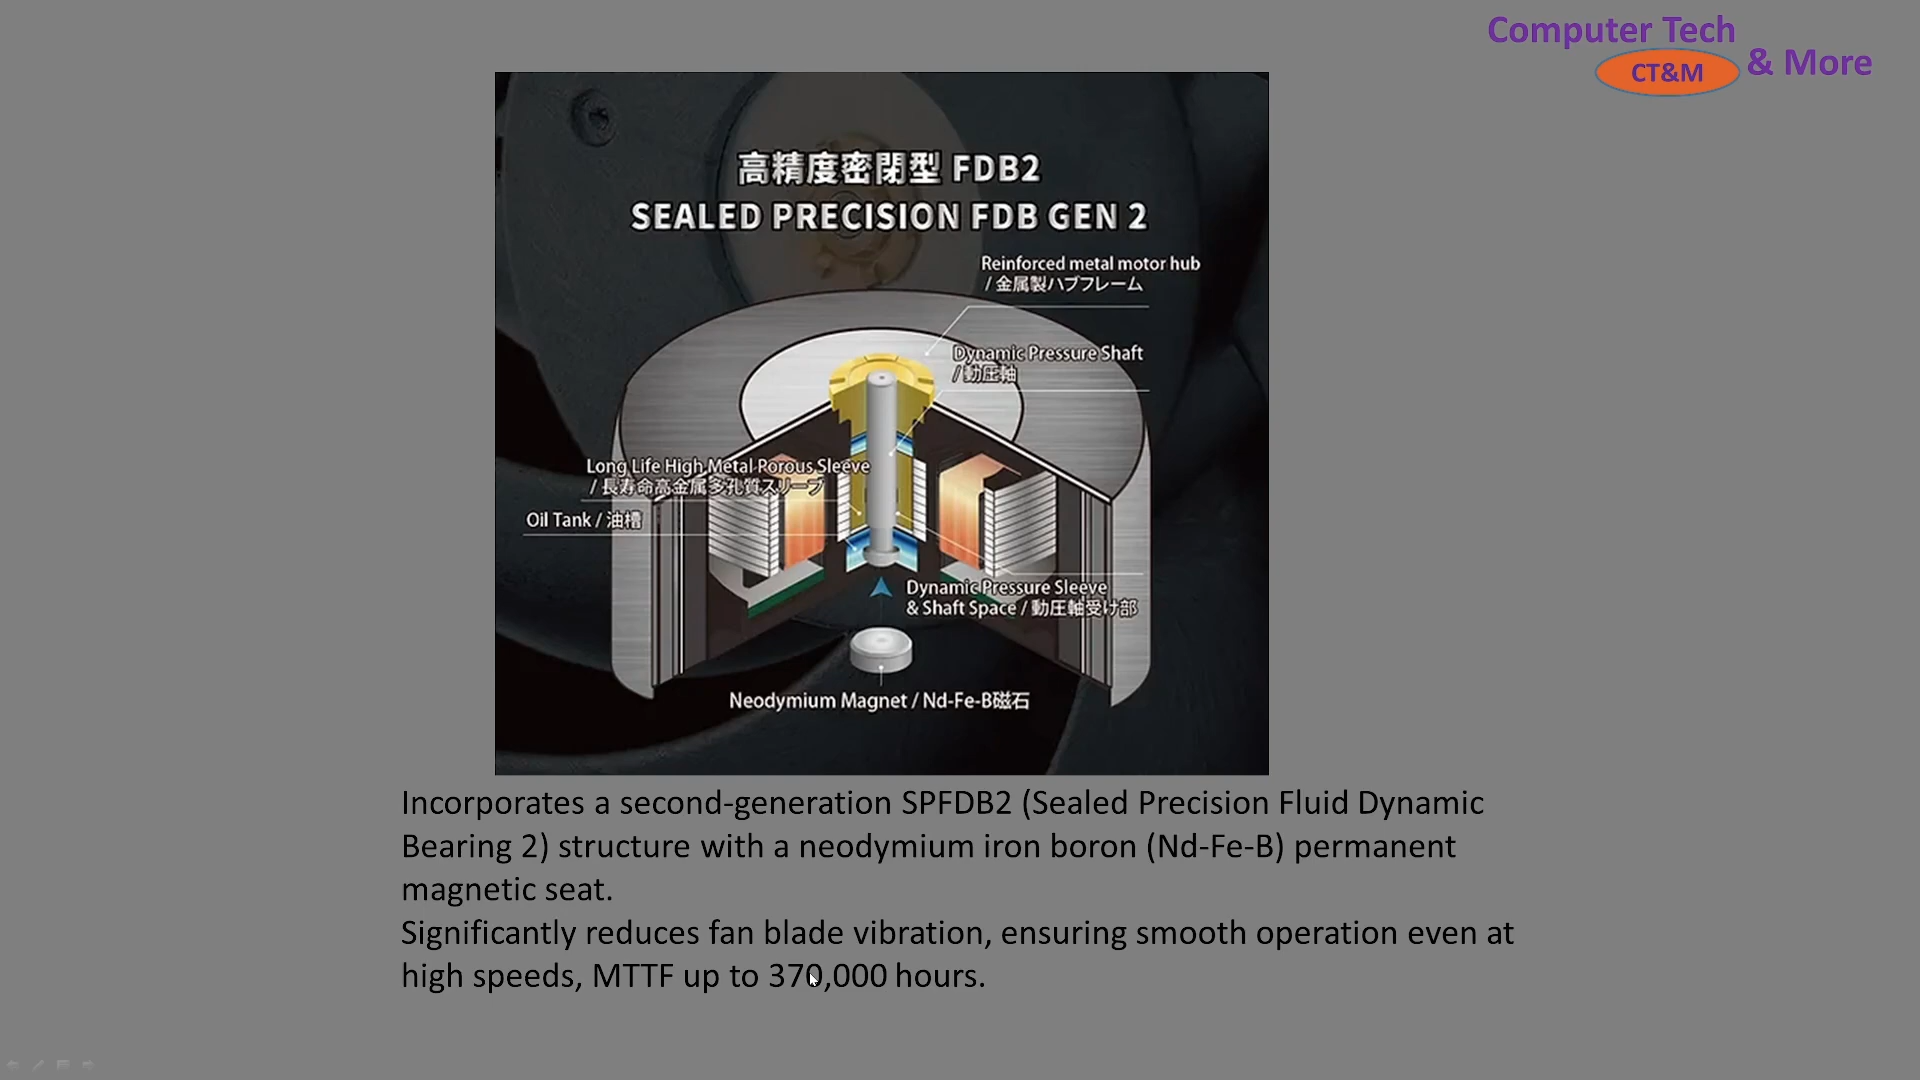 Computer Tech
CT&M
& More
高精度密閉型 FDB2
SEALED PRECISION FDB GEN 2
Reinforced metal motor hub
/ 金属製ハブフレーム
Dynamic Pressure Shaft
/ 動圧軸
Long Life High Metal Porous Sleeve
/ 長寿命高金属多孔質スリーブ
Oil Tank / 油槽
Dynamic Pressure Sleeve
& Shaft Space / 動圧軸受け部
Neodymium Magnet / Nd-Fe-B磁石
Incorporates a second-generation SPFDB2 (Sealed Precision Fluid Dynamic
Bearing 2) structure with a neodymium iron boron (Nd-Fe-B) permanent
magnetic seat.
Significantly reduces fan blade vibration, ensuring smooth operation even at
high speeds, MTTF up to 370,000 hours.